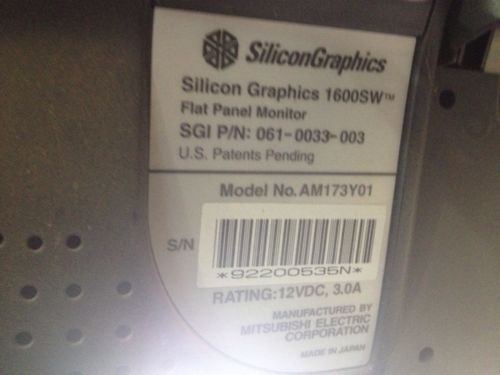 SiliconGraphics
Silicon Graphics 1600SW™
Flat Panel Monitor
SGI P/N: 061-0033-003
U.S. Patents Pending
Model No. AM173Y01
S/N
*92200535N*
RATING:12VDC, 3.0A
MANUFACTURED BY
MITSUBISHI ELECTRIC
CORPORATION
MADE IN JAPAN